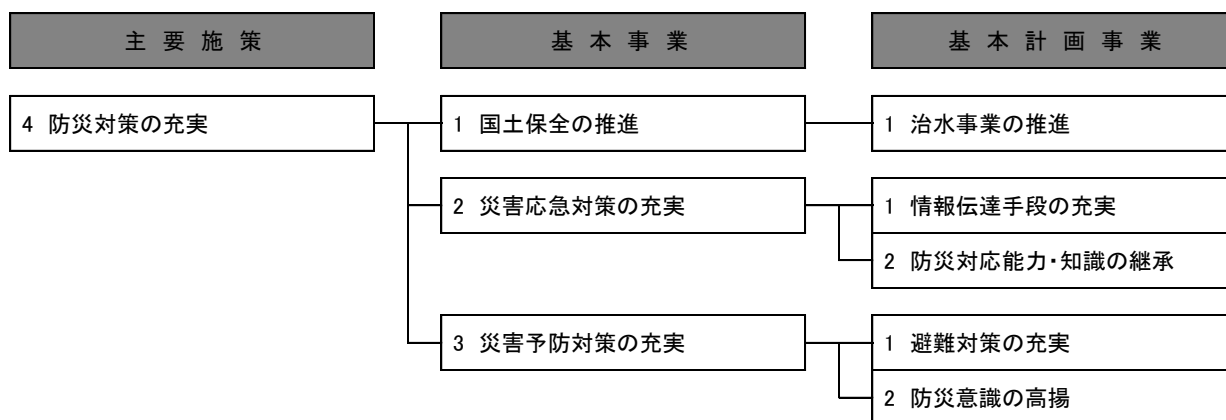 主要施策
基本事業
基本計画事業
4 防災対策の充実
1 国土保全の推進
1 治水事業の推進
2 災害応急対策の充実
1 情報伝達手段の充実
2 防災対応能力・知識の継承
3 災害予防対策の充実
1 避難対策の充実
2 防災意識の高揚